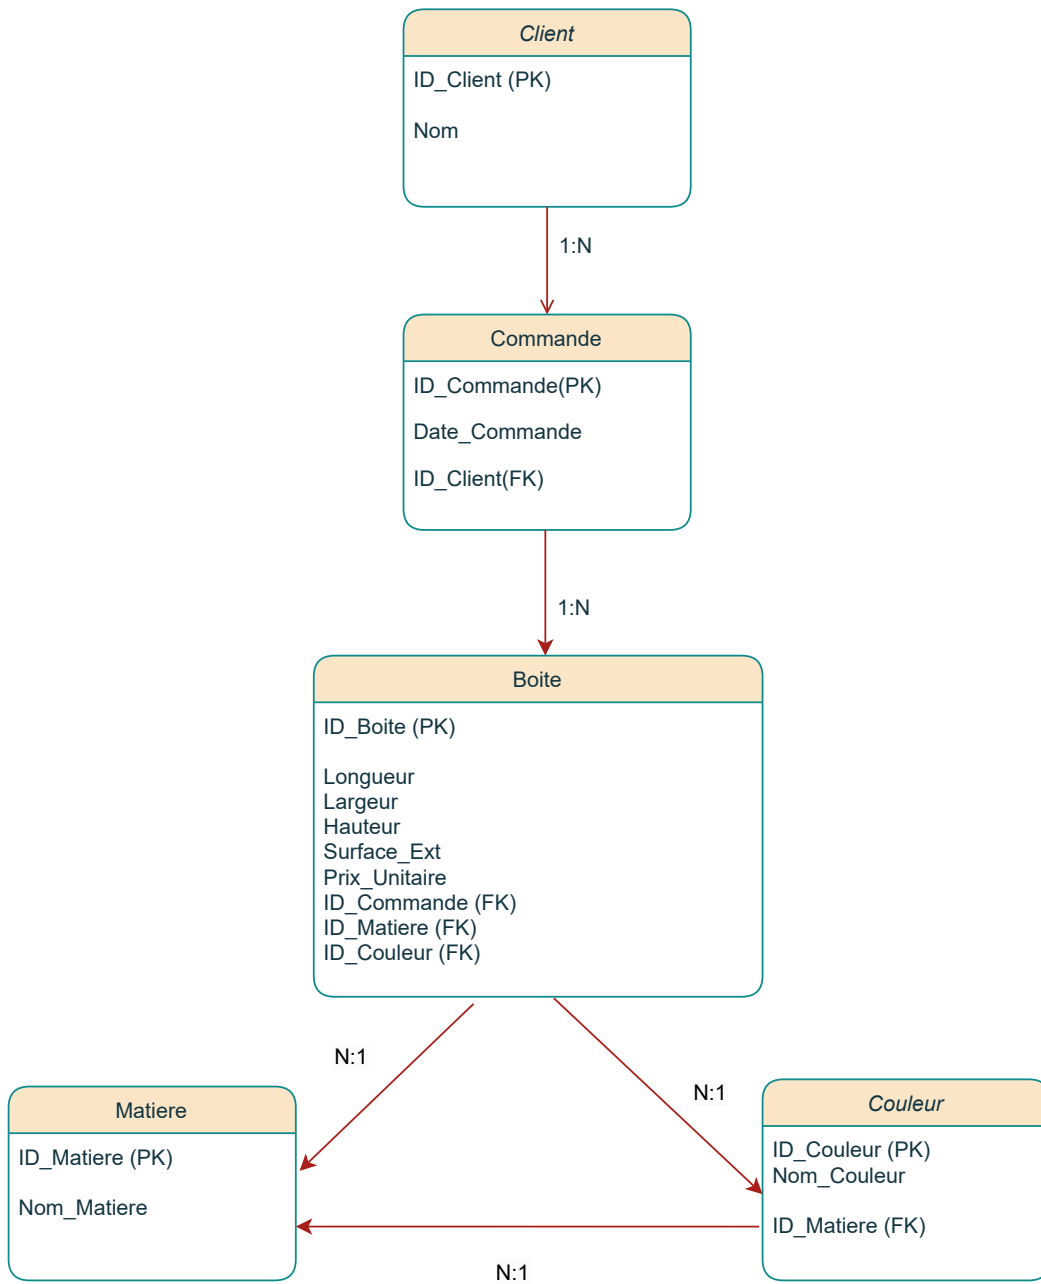 Client
ID_Client (PK)
Nom
1:N
Commande
ID_Commande(PK)
Date_Commande
ID_Client(FK)
1:N
Boite
ID_Boite (PK)
Longueur
Largeur
Hauteur
Surface_Ext
Prix_Unitaire
ID_Commande (FK)
ID_Matiere (FK)
ID_Couleur (FK)
N:1
N:1
Matiere
ID_Matiere (PK)
Nom_Matiere
Couleur
ID_Couleur (PK)
Nom_Couleur
ID_Matiere (FK)
N:1